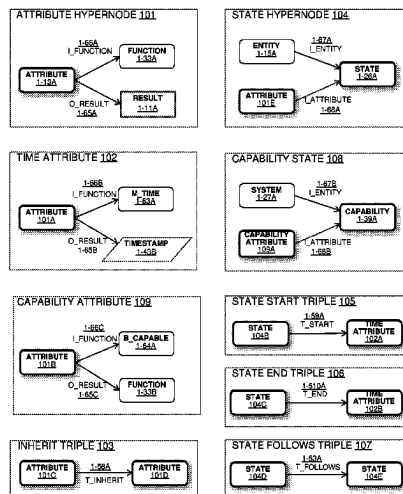 ATTRIBUTE HYPERNODE 101
1-66A
I_FUNCTION
FUNCTION
1-33A
ATTRIBUTE
1-13A
O_RESULT
1-65A
RESULT
1-11A
STATE HYPERNODE 104
ENTITY
1-15A
1-67A
I_ENTITY
STATE
1-26A
ATTRIBUTE
101E
I_ATTRIBUTE
1-68A
TIME ATTRIBUTE 102
1-66B
I_FUNCTION
M_TIME
1-63A
ATTRIBUTE
101A
O_RESULT
1-65B
TIMESTAMP
1-43B
CAPABILITY STATE 108
SYSTEM
1-27A
1-67B
I_ENTITY
CAPABILITY
1-39A
CAPABILITY
ATTRIBUTE
109A
I_ATTRIBUTE
1-68B
CAPABILITY ATTRIBUTE 109
1-66C
I_FUNCTION
B_CAPABLE
1-64A
ATTRIBUTE
101B
O_RESULT
1-65C
FUNCTION
1-33B
STATE START TRIPLE 105
STATE
104B
1-59A
T_START
TIME
ATTRIBUTE
102A
STATE END TRIPLE 106
STATE
104C
1-510A
T_END
TIME
ATTRIBUTE
102B
INHERIT TRIPLE 103
ATTRIBUTE
101C
1-56A
T_INHERIT
ATTRIBUTE
101D
STATE FOLLOWS TRIPLE 107
STATE
104D
1-53A
T_FOLLOWS
STATE
104E